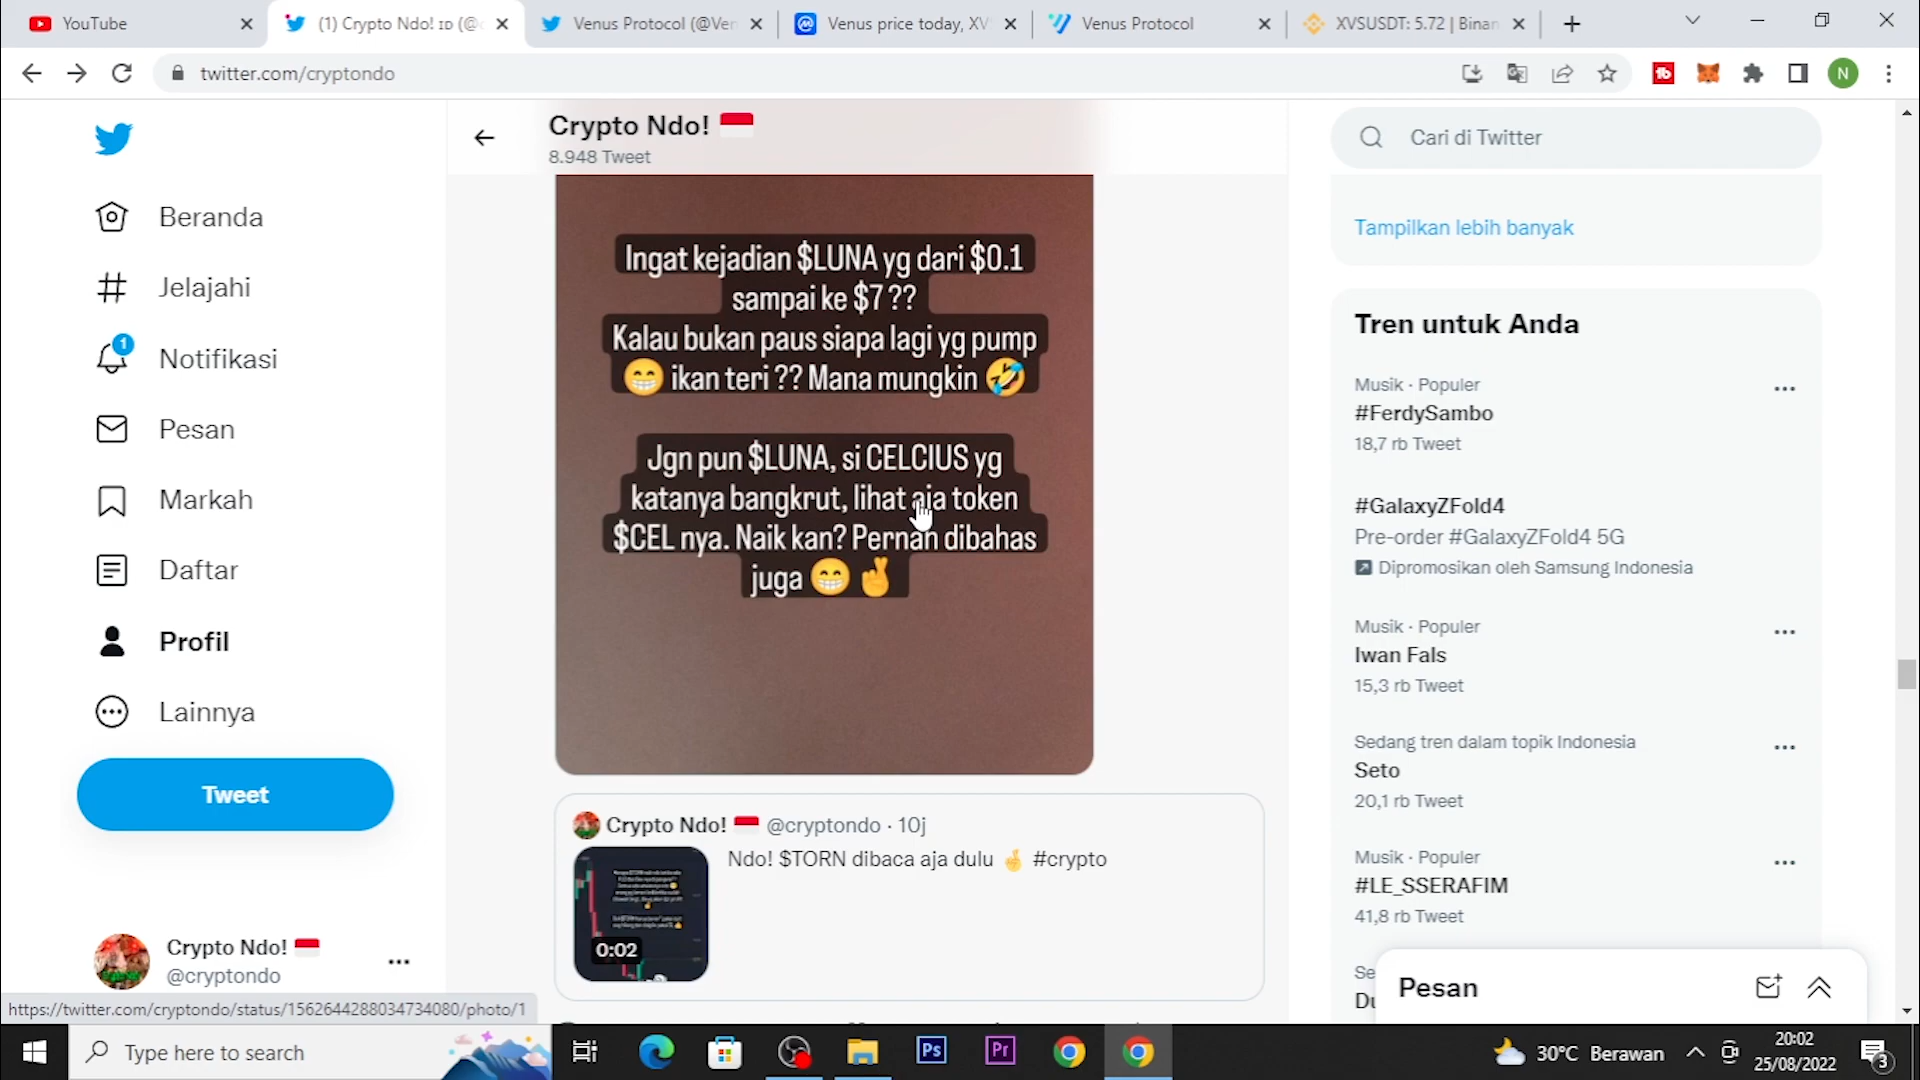 YouTube
(1) Crypto Ndo! ɪᴅ (@c
Venus Protocol (@Ven
Venus price today, XV
Venus Protocol
XVSUSDT: 5.72 | Binan
twitter.com/cryptondo
N
Crypto Ndo!
8.948 Tweet
Cari di Twitter
Beranda
Jelajahi
1
Notifikasi
Pesan
Markah
Daftar
Profil
Lainnya
Tweet
Crypto Ndo!
@cryptondo
https://twitter.com/cryptondo/status/1562644288034734080/photo/1
Ingat kejadian $LUNA yg dari $0.1
sampai ke $7 ??
Kalau bukan paus siapa lagi yg pump
😁 ikan teri ?? Mana mungkin 🤣
Jgn pun $LUNA, si CELCIUS yg
katanya bangkrut, lihat aja token
$CEL nya. Naik kan? Pernah dibahas
juga 😁 🤞
Crypto Ndo! 🇮🇩 @cryptondo · 10j
Ndo! $TORN dibaca aja dulu 🤞 #crypto
0:02
Tampilkan lebih banyak
Tren untuk Anda
Musik · Populer
#FerdySambo
18,7 rb Tweet
#GalaxyZFold4
Pre-order #GalaxyZFold4 5G
Dipromosikan oleh Samsung Indonesia
Musik · Populer
Iwan Fals
15,3 rb Tweet
Sedang tren dalam topik Indonesia
Seto
20,1 rb Tweet
Musik · Populer
#LE_SSERAFIM
41,8 rb Tweet
Se
Du
Pesan
Type here to search
Ps
Pr
30°C Berawan
20:02
25/08/2022
3